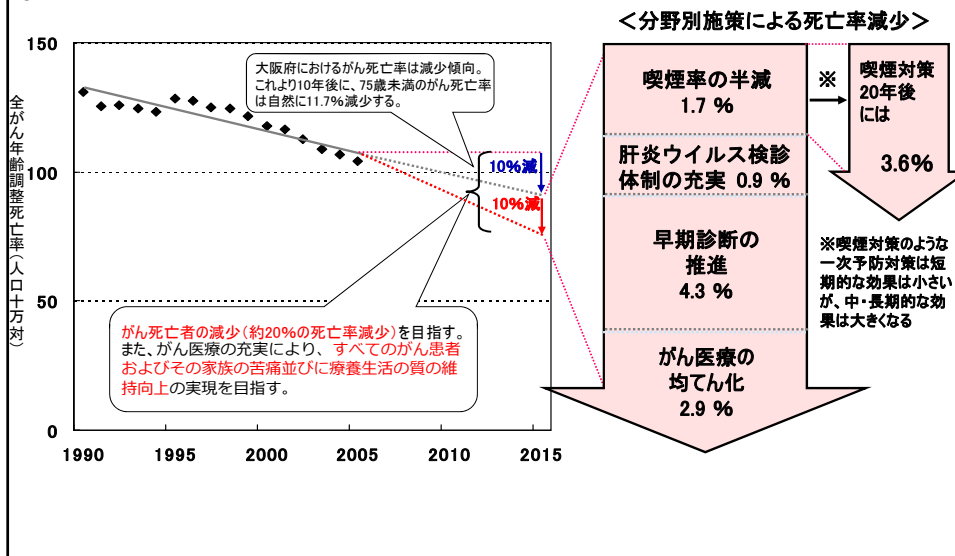 ＜分野別施策による死亡率減少＞
150
100
50
0
全がん年齢調整死亡率（人口十万対）
1990
1995
2000
2005
2010
2015
大阪府におけるがん死亡率は減少傾向。
これより10年後に、75歳未満のがん死亡率
は自然に11.7%減少する。
10%減
10%減
がん死亡者の減少（約20%の死亡率減少）を目指す。
また、がん医療の充実により、すべてのがん患者
およびその家族の苦痛並びに療養生活の質の維
持向上の実現を目指す。
喫煙率の半減
1.7 %
※
肝炎ウイルス検診
体制の充実 0.9 %
早期診断の
推進
4.3 %
がん医療の
均てん化
2.9 %
喫煙対策
20年後
には
3.6%
※喫煙対策のような
一次予防対策は短
期的な効果は小さい
が、中・長期的な効
果は大きくなる